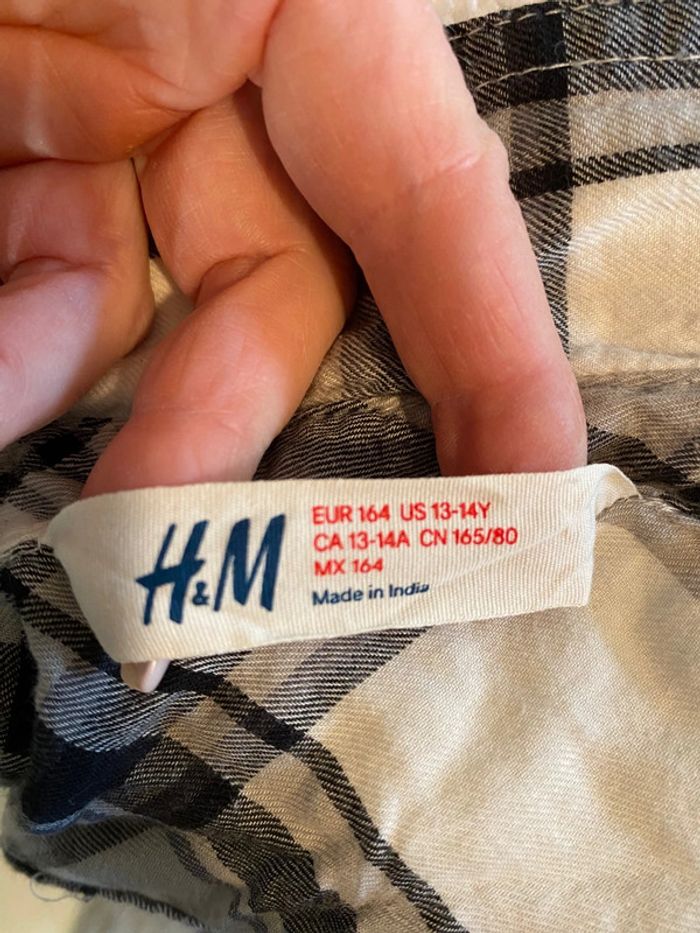 H&M
EUR 164 US 13-14Y
CA 13-14A CN 165/80
MX 164
Made in India